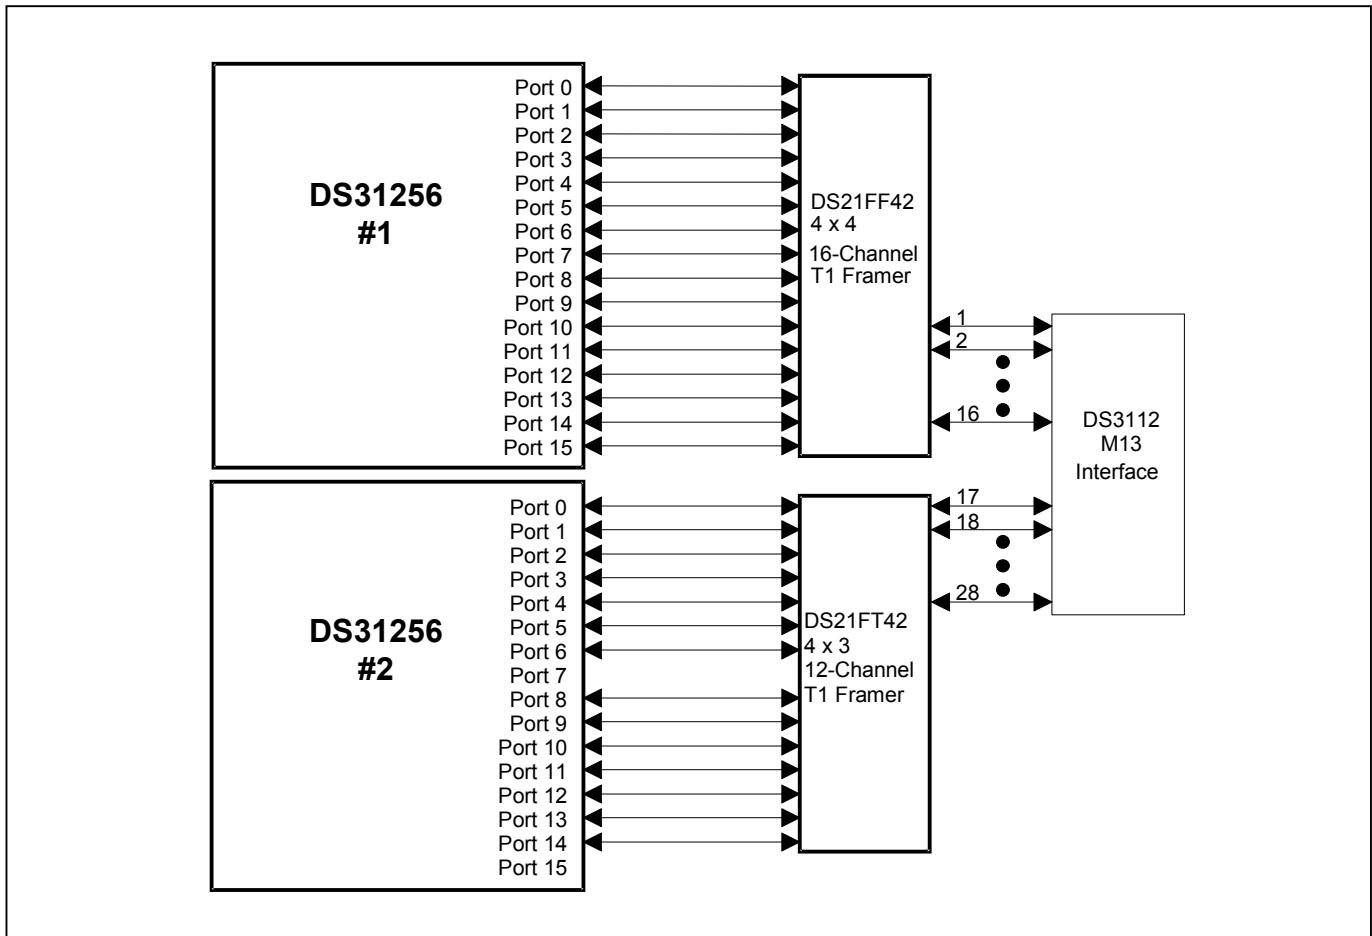 Port 0
Port 1
Port 2
Port 3
Port 4
Port 5
Port 6
Port 7
Port 8
Port 9
Port 10
Port 11
Port 12
Port 13
Port 14
Port 15
DS31256
#1
DS21FF42
4 x 4
16-Channel
T1 Framer
1
2
16
DS3112
M13
Interface
Port 0
Port 1
Port 2
Port 3
Port 4
Port 5
Port 6
Port 7
Port 8
Port 9
Port 10
Port 11
Port 12
Port 13
Port 14
Port 15
DS31256
#2
DS21FT42
4 x 3
12-Channel
T1 Framer
17
18
28